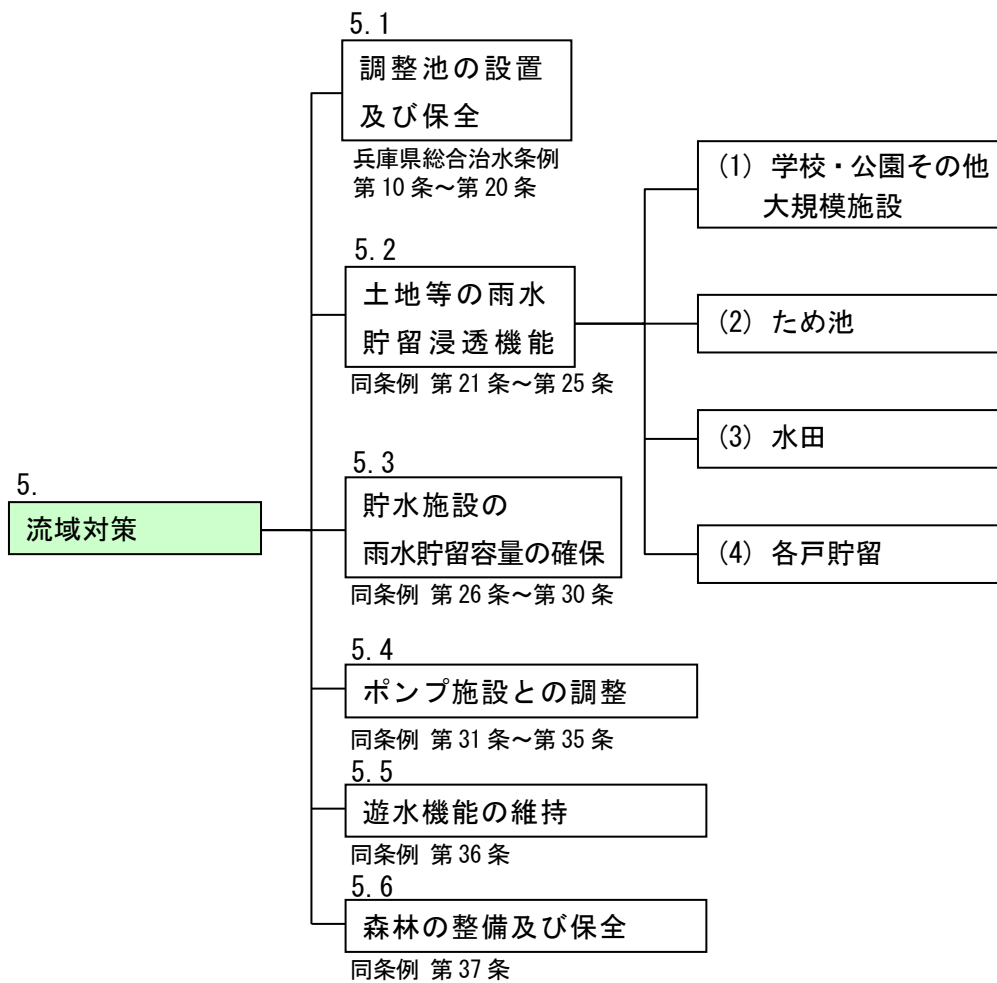 5.
流域対策
5.1
調整池の設置
及び保全
兵庫県総合治水条例
第10条～第20条
5.2
土地等の雨水
貯留浸透機能
同条例 第21条～第25条
(1) 学校・公園その他
大規模施設
(2) ため池
(3) 水田
(4) 各戸貯留
5.3
貯水施設の
雨水貯留容量の確保
同条例 第26条～第30条
5.4
ポンプ施設との調整
同条例 第31条～第35条
5.5
遊水機能の維持
同条例 第36条
5.6
森林の整備及び保全
同条例 第37条